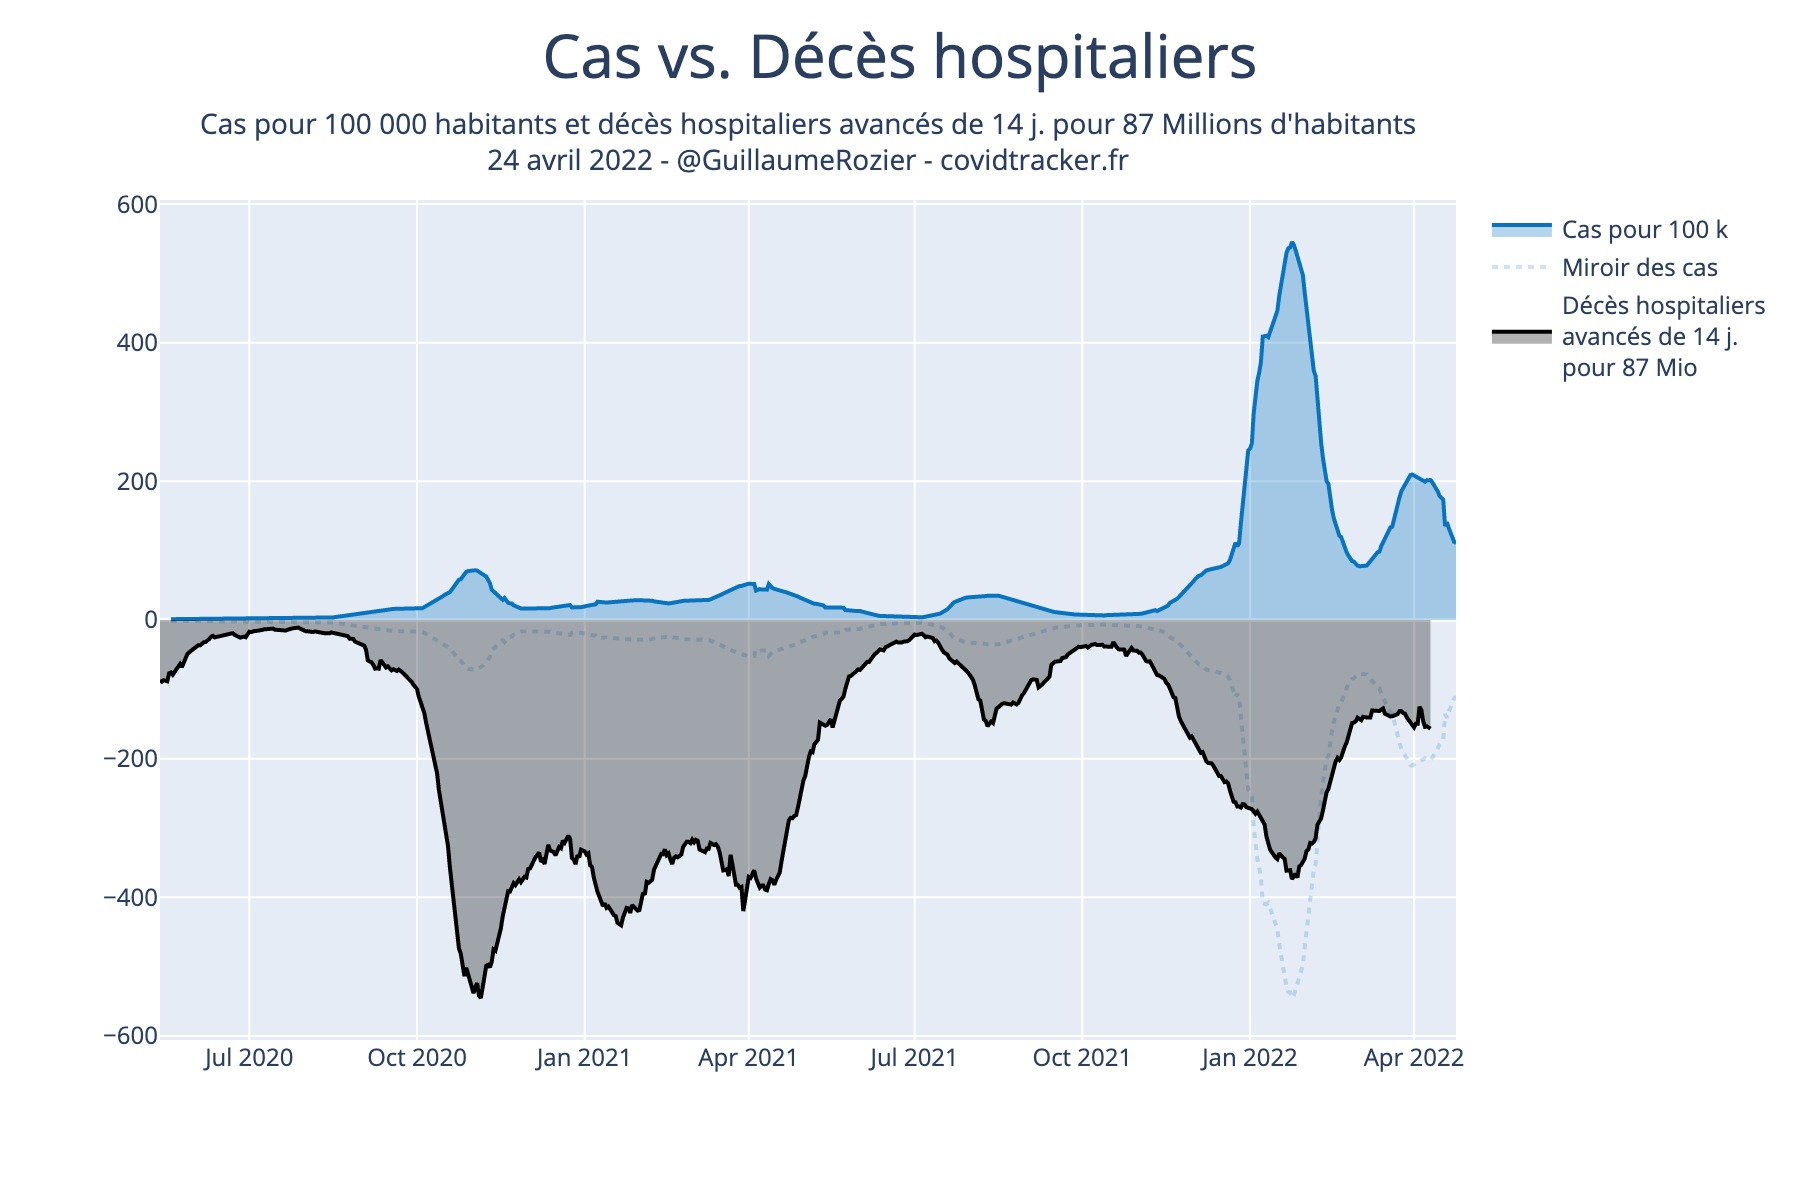 Cas vs. Décès hospitaliers
Cas pour 100 000 habitants et décès hospitaliers avancés de 14 j. pour 87 Millions d'habitants
24 avril 2022 - @GuillaumeRozier - covidtracker.fr
600
400
200
0
−200
−400
−600
Jul 2020
Oct 2020
Jan 2021
Apr 2021
Jul 2021
Oct 2021
Jan 2022
Apr 2022
Cas pour 100 k
Miroir des cas
Décès hospitaliers
avancés de 14 j.
pour 87 Mio